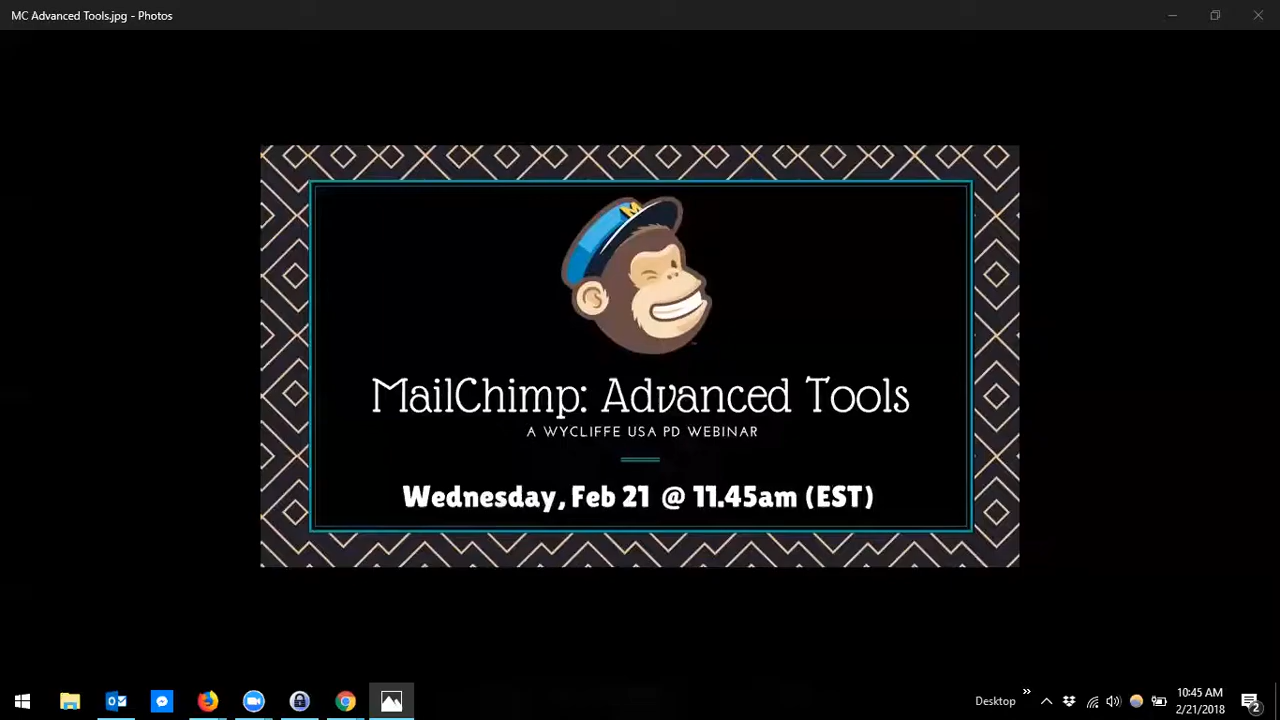 MC Advanced Tools.jpg - Photos
M
MailChimp: Advanced Tools
A WYCLIFFE USA PD WEBINAR
Wednesday, Feb 21 @ 11.45am (EST)
Desktop
10:45 AM
2/21/2018
2